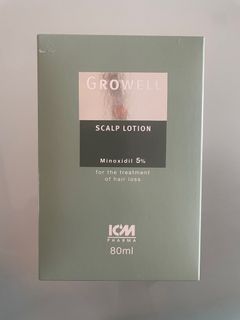 GROWELL
SCALP LOTION
Minoxidil 5%
for the treatment
of hair loss
ICM
PHARMA
80ml